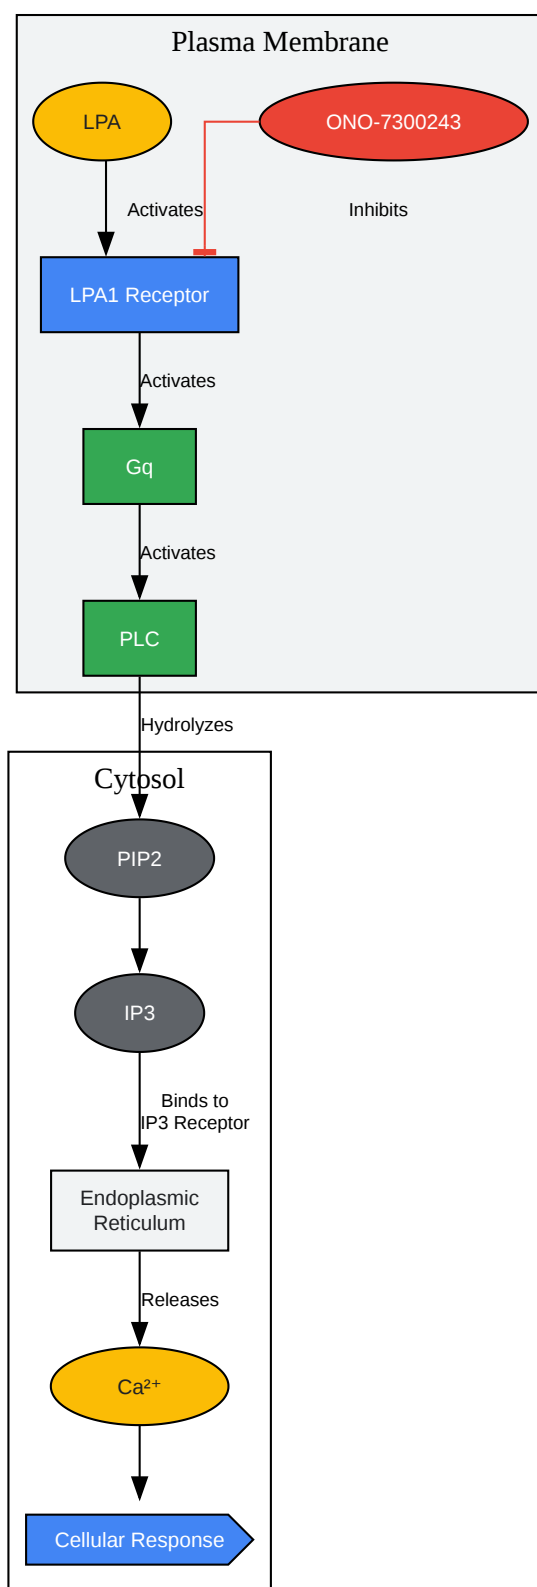 Plasma Membrane
LPA
ONO-7300243
Activates
Inhibits
LPA1 Receptor
Activates
Gq
Activates
PLC
Hydrolyzes
Cytosol
PIP2
IP3
Binds to
IP3 Receptor
Endoplasmic
Reticulum
Releases
Ca²⁺
Cellular Response